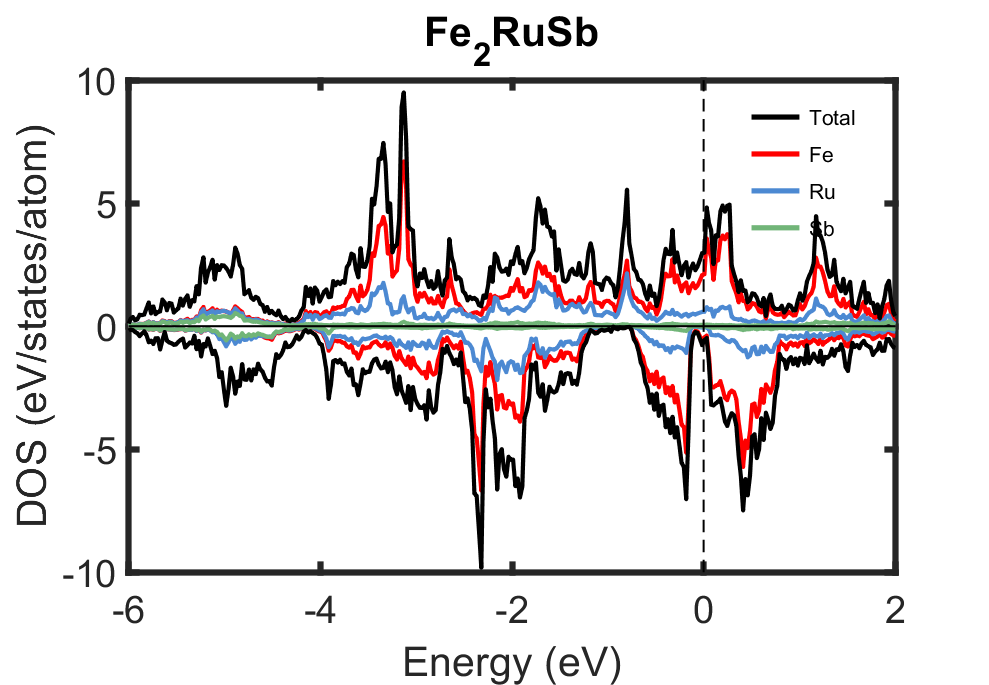 Fe₂RuSb
10
5
0
-5
-10
DOS (eV/states/atom)
Total
Fe
Ru
Sb
-6
-4
-2
0
2
Energy (eV)